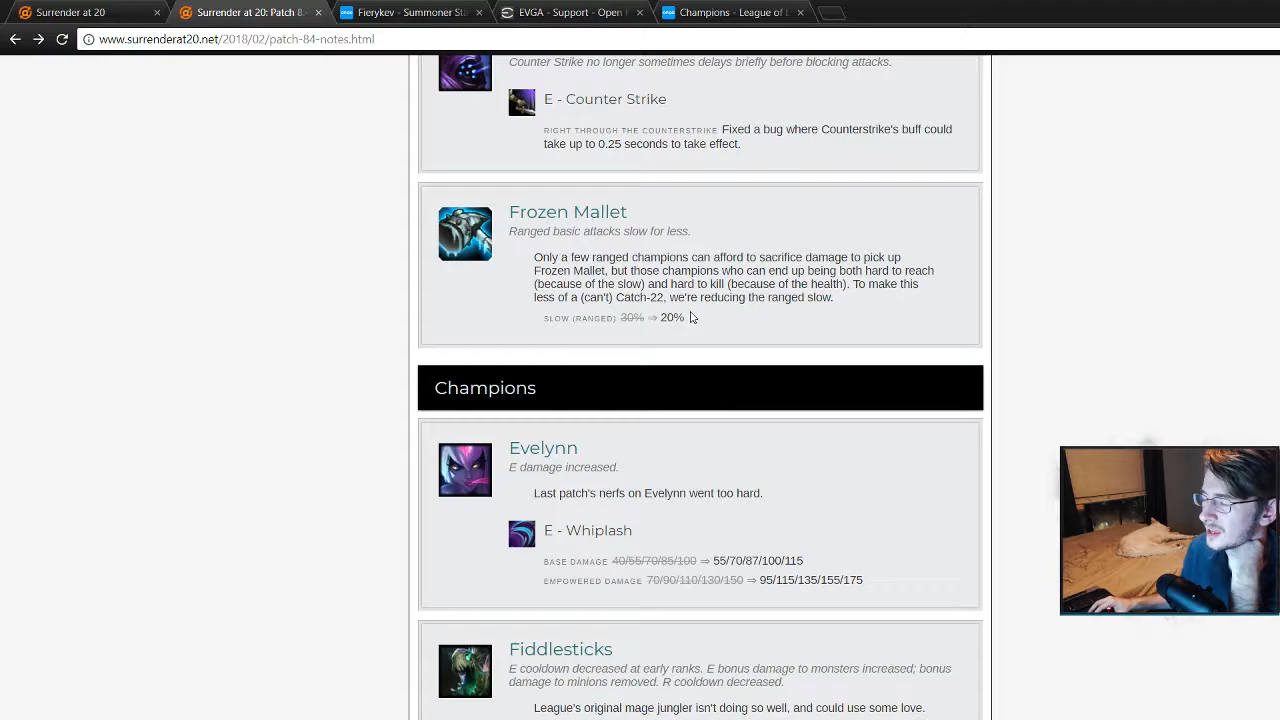 Surrender at 20
Surrender at 20: Patch 8.
Fierykev - Summoner Sta
EVGA - Support - Open
Champions - League of L
www.surrenderat20.net/2018/02/patch-84-notes.html
Counter Strike no longer sometimes delays briefly before blocking attacks.
E - Counter Strike
RIGHT THROUGH THE COUNTERSTRIKE Fixed a bug where Counterstrike's buff could
take up to 0.25 seconds to take effect.
Frozen Mallet
Ranged basic attacks slow for less.
Only a few ranged champions can afford to sacrifice damage to pick up
Frozen Mallet, but those champions who can end up being both hard to reach
(because of the slow) and hard to kill (because of the health). To make this
less of a (can't) Catch-22, we're reducing the ranged slow.
SLOW (RANGED) 30% ⇒ 20%
Champions
Evelynn
E damage increased.
Last patch's nerfs on Evelynn went too hard.
E - Whiplash
BASE DAMAGE 40/55/70/85/100 ⇒ 55/70/87/100/115
EMPOWERED DAMAGE 70/90/110/130/150 ⇒ 95/115/135/155/175
Fiddlesticks
E cooldown decreased at early ranks. E bonus damage to monsters increased; bonus
damage to minions removed. R cooldown decreased.
League's original mage jungler isn't doing so well, and could use some love.